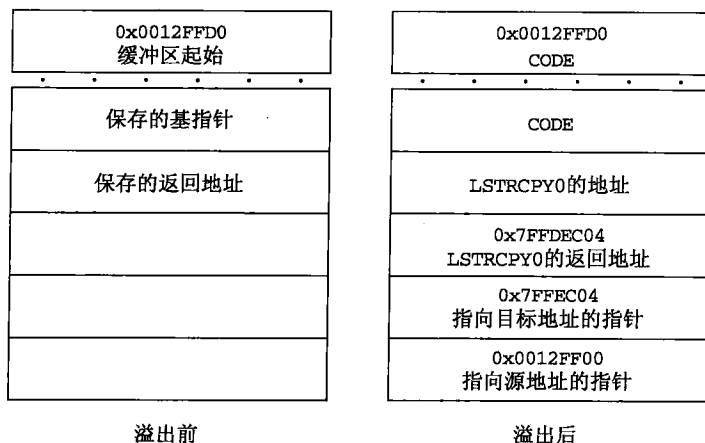 0x0012FFD0
缓冲区起始
保存的基指针
保存的返回地址
溢出前
0x0012FFD0
CODE
CODE
LSTRCPY0的地址
0x7FFDEC04
LSTRCPY0的返回地址
0x7FFEC04
指向目标地址的指针
0x0012FF00
指向源地址的指针
溢出后